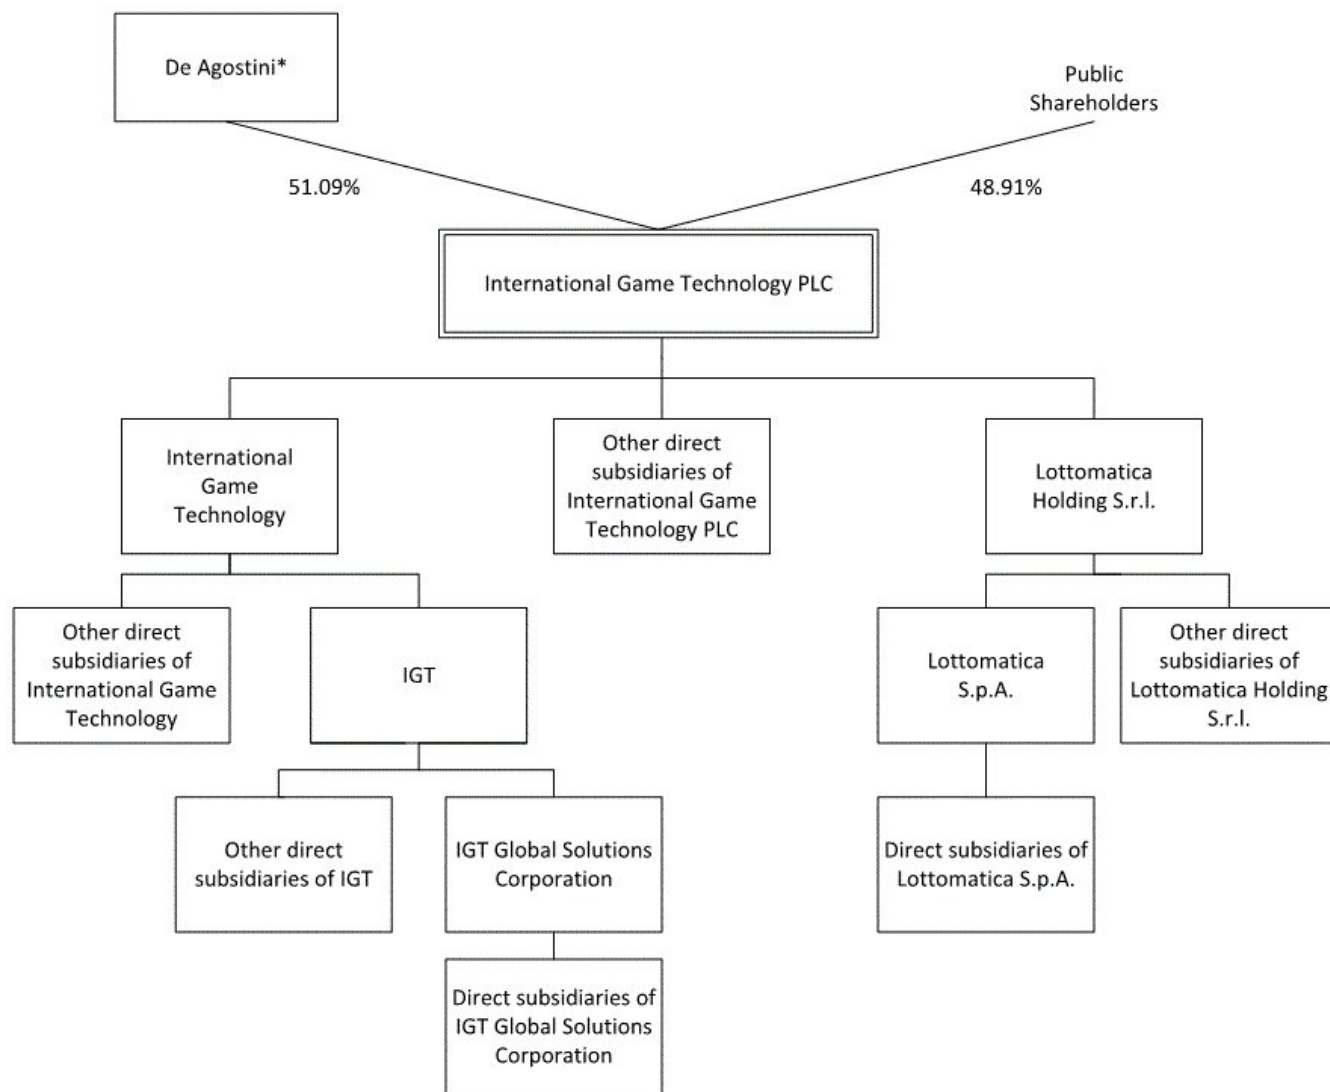 De Agostini*
Public
Shareholders
51.09%
48.91%
International Game Technology PLC
International
Game
Technology
Other direct
subsidiaries of
International Game
Technology PLC
Lottomatica
Holding S.r.l.
Other direct
subsidiaries of
International Game
Technology
IGT
Lottomatica
S.p.A.
Other direct
subsidiaries of
Lottomatica Holding
S.r.l.
Other direct
subsidiaries of IGT
IGT Global Solutions
Corporation
Direct subsidiaries of
Lottomatica S.p.A.
Direct subsidiaries of
IGT Global Solutions
Corporation